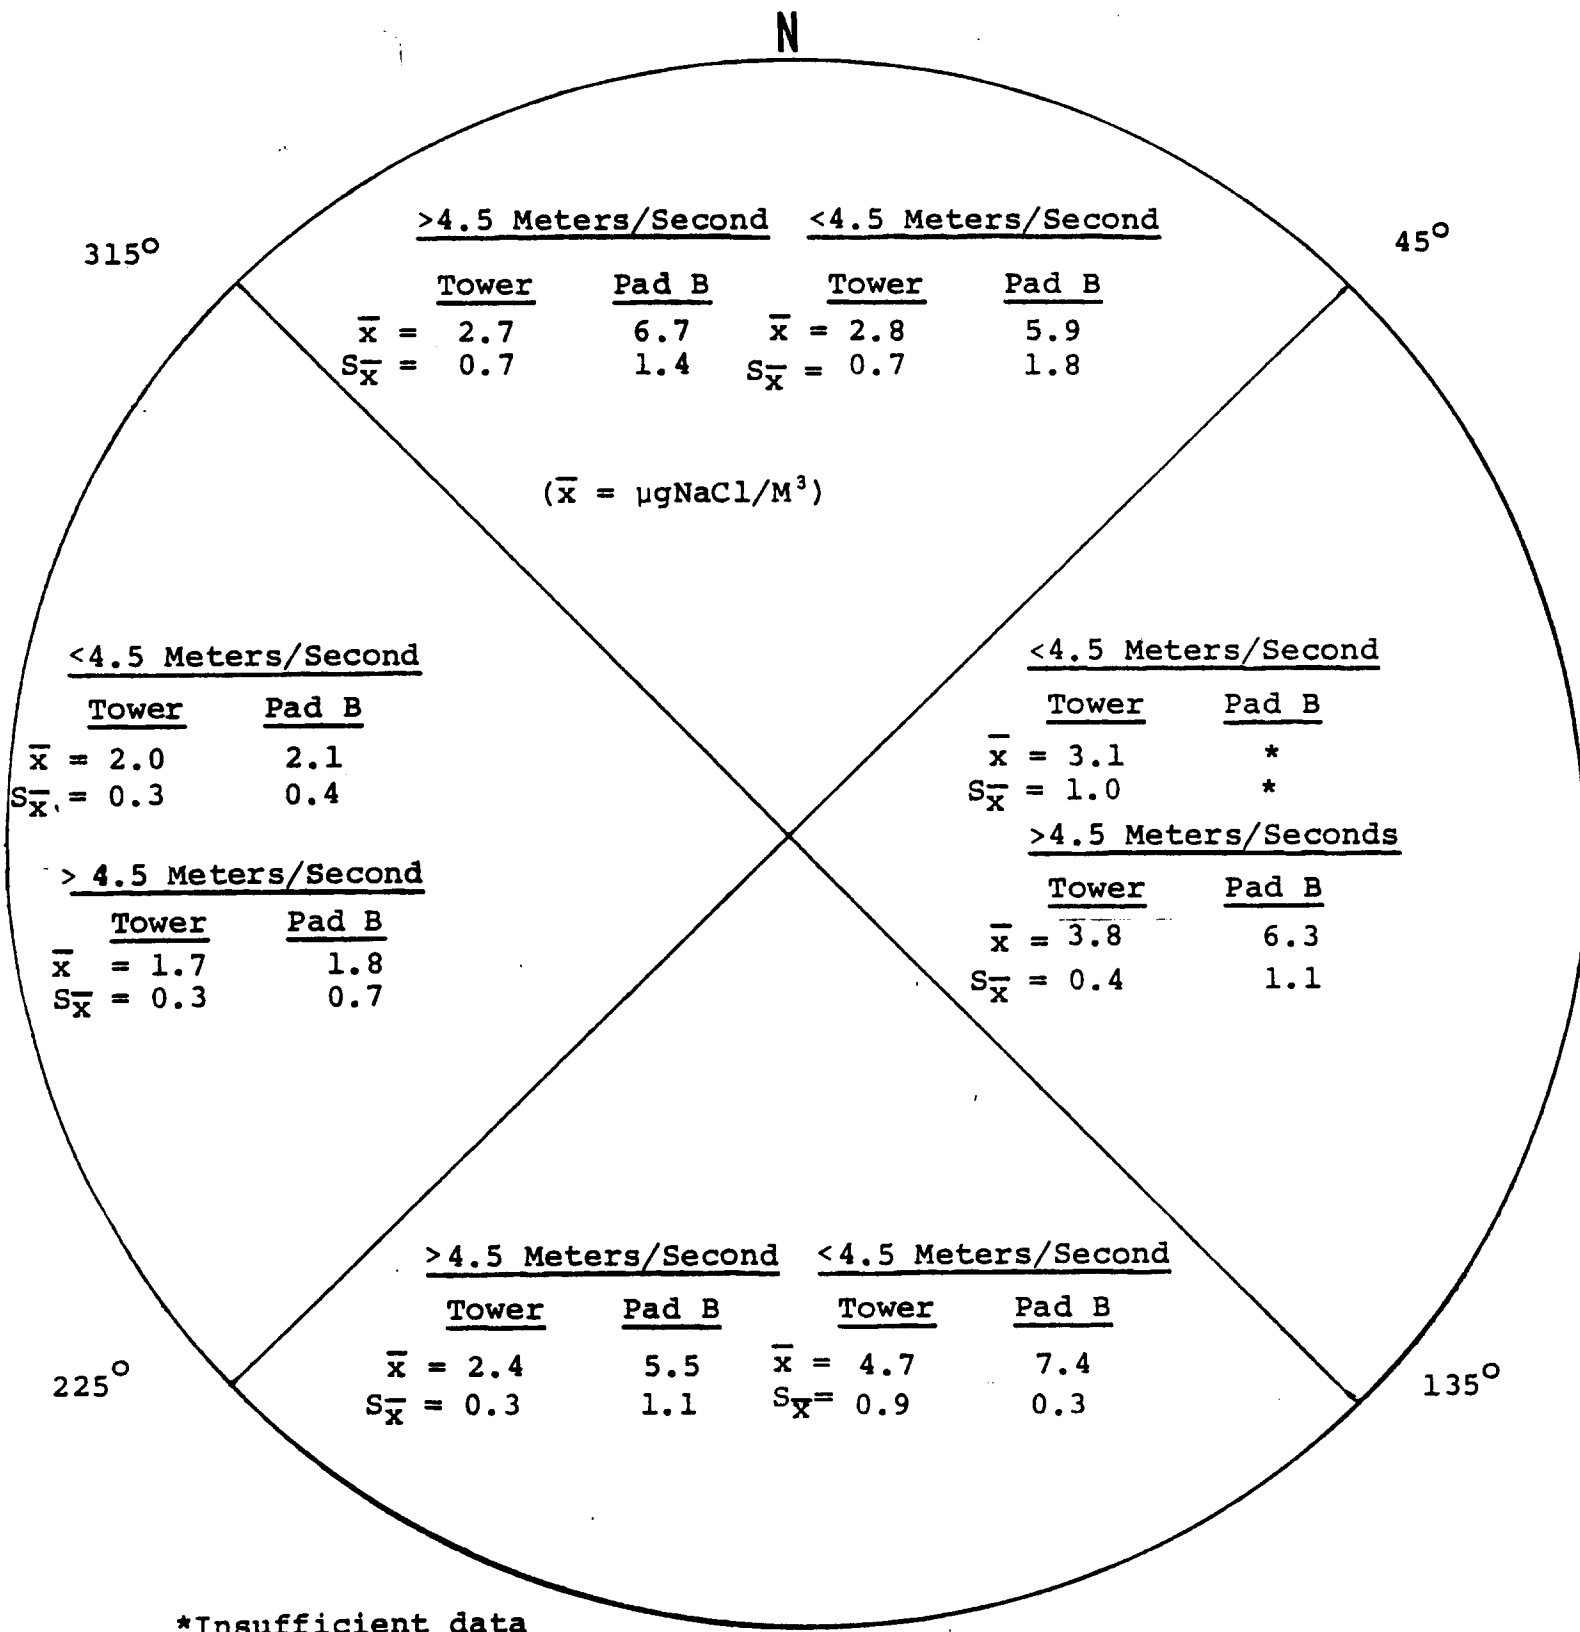 N
315° 45°
>4.5 Meters/Second <4.5 Meters/Second
Tower Pad B Tower Pad B
x̅ = 2.7 6.7 x̅ = 2.8 5.9
Sx̅ = 0.7 1.4 Sx̅ = 0.7 1.8
(x̅ = µgNaCl/M³)
<4.5 Meters/Second
Tower Pad B
x̅ = 2.0 2.1
Sx̅ = 0.3 0.4
> 4.5 Meters/Second
Tower Pad B
x̅ = 1.7 1.8
Sx̅ = 0.3 0.7
<4.5 Meters/Second
Tower Pad B
x̅ = 3.1 *
Sx̅ = 1.0 *
>4.5 Meters/Seconds
Tower Pad B
x̅ = 3.8 6.3
Sx̅ = 0.4 1.1
>4.5 Meters/Second <4.5 Meters/Second
Tower Pad B Tower Pad B
x̅ = 2.4 5.5 x̅ = 4.7 7.4
Sx̅ = 0.3 1.1 Sx̅= 0.9 0.3
225° 135°
*Insufficient data